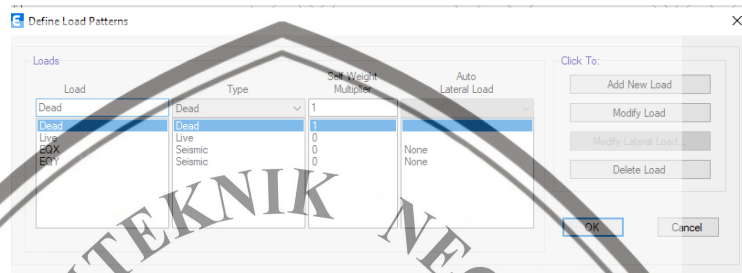 Define Load Patterns
Loads
Click To:
Load
Type
Self Weight
Multiplier
Auto
Lateral Load
Add New Load
Dead
Dead
1
Modify Load
Dead
Dead
1
Live
Live
0
Modify Lateral Load...
EQX
Seismic
0
None
EQY
Seismic
0
None
Delete Load
OK
Cancel
ITEKNIK NEG